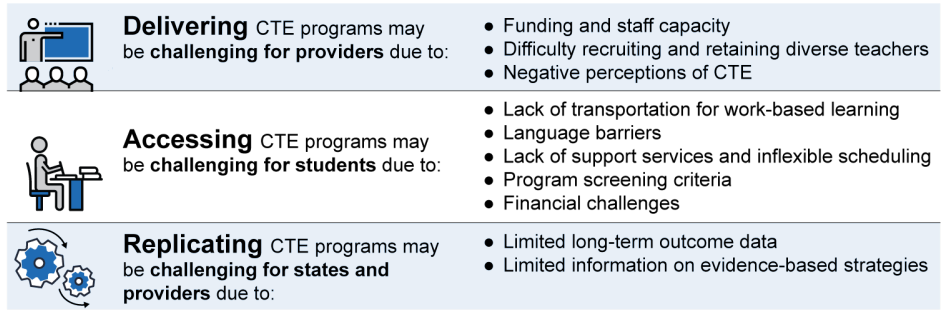 Delivering CTE programs may
be challenging for providers due to:
● Funding and staff capacity
● Difficulty recruiting and retaining diverse teachers
● Negative perceptions of CTE
Accessing CTE programs may
be challenging for students due to:
● Lack of transportation for work-based learning
● Language barriers
● Lack of support services and inflexible scheduling
● Program screening criteria
● Financial challenges
Replicating CTE programs may
be challenging for states and
providers due to:
● Limited long-term outcome data
● Limited information on evidence-based strategies